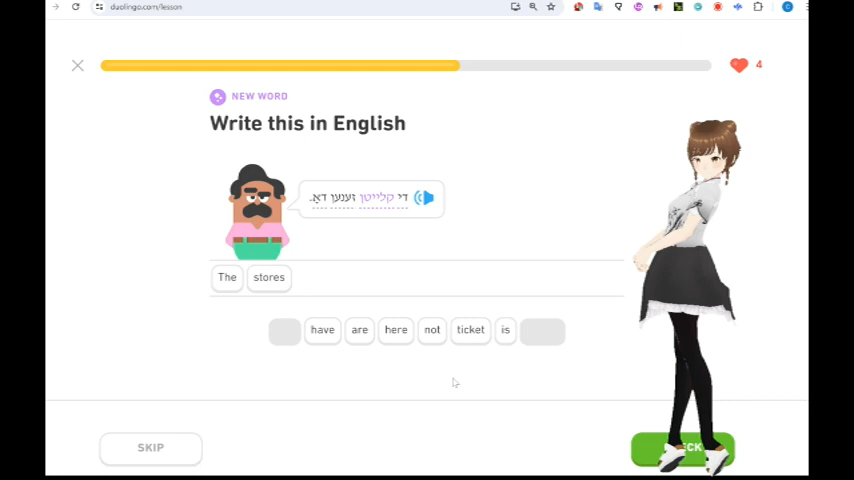 duolingo.com/lesson
4
NEW WORD
Write this in English
די קלייטן זענען דאָ.
The stores
have are here not ticket is
SKIP